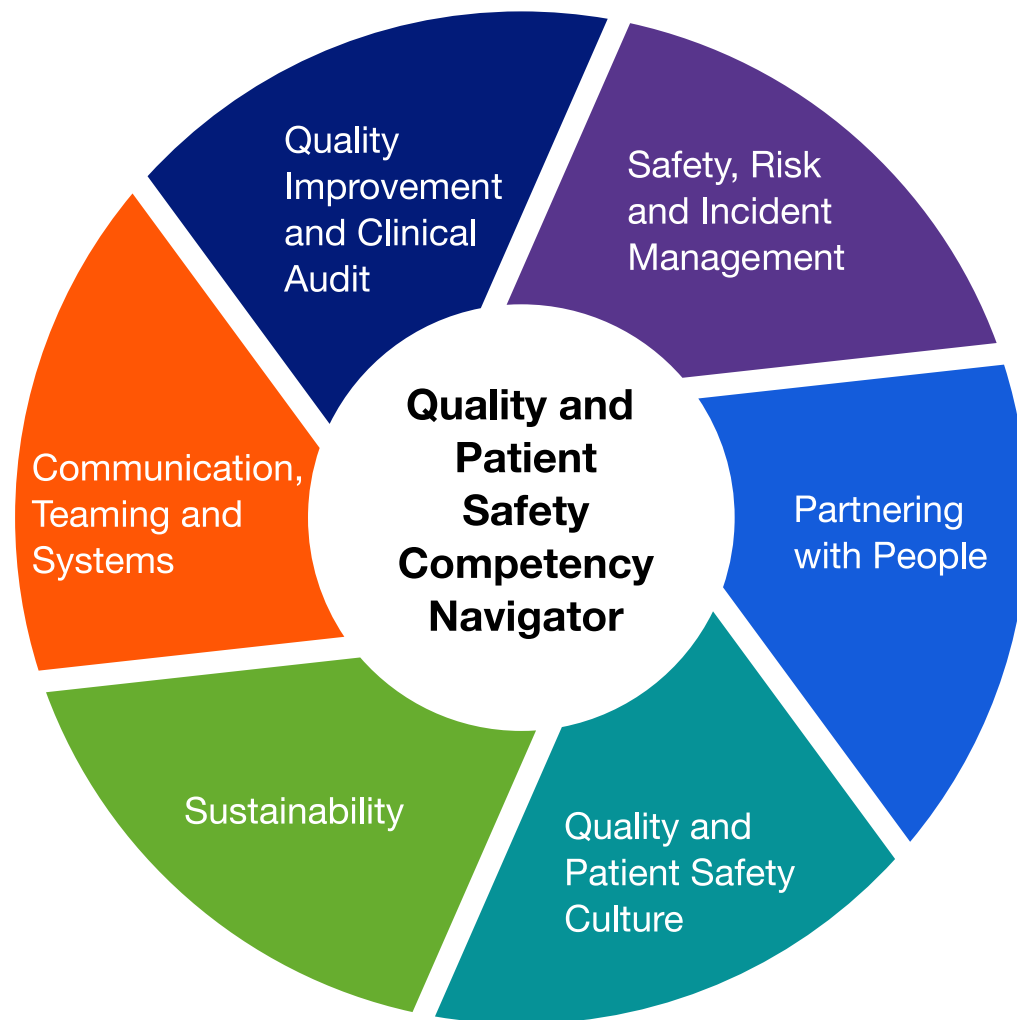 Quality
Improvement
and Clinical
Audit
Safety, Risk
and Incident
Management
Communication,
Teaming and
Systems
Quality and
Patient
Safety
Competency
Navigator
Partnering
with People
Sustainability
Quality and
Patient Safety
Culture